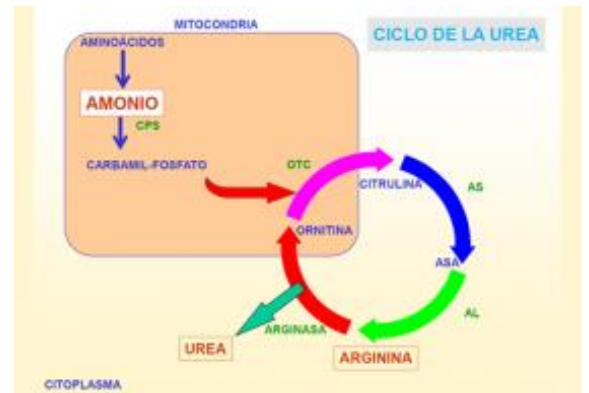 MITOCONDRIA
CICLO DE LA UREA
AMINOÁCIDOS
AMONIO
CPS
CARBAMIL-FOSFATO
OTC
CITRULINA
AS
ORNITINA
ASA
AL
ARGINASA
UREA
ARGININA
CITOPLASMA